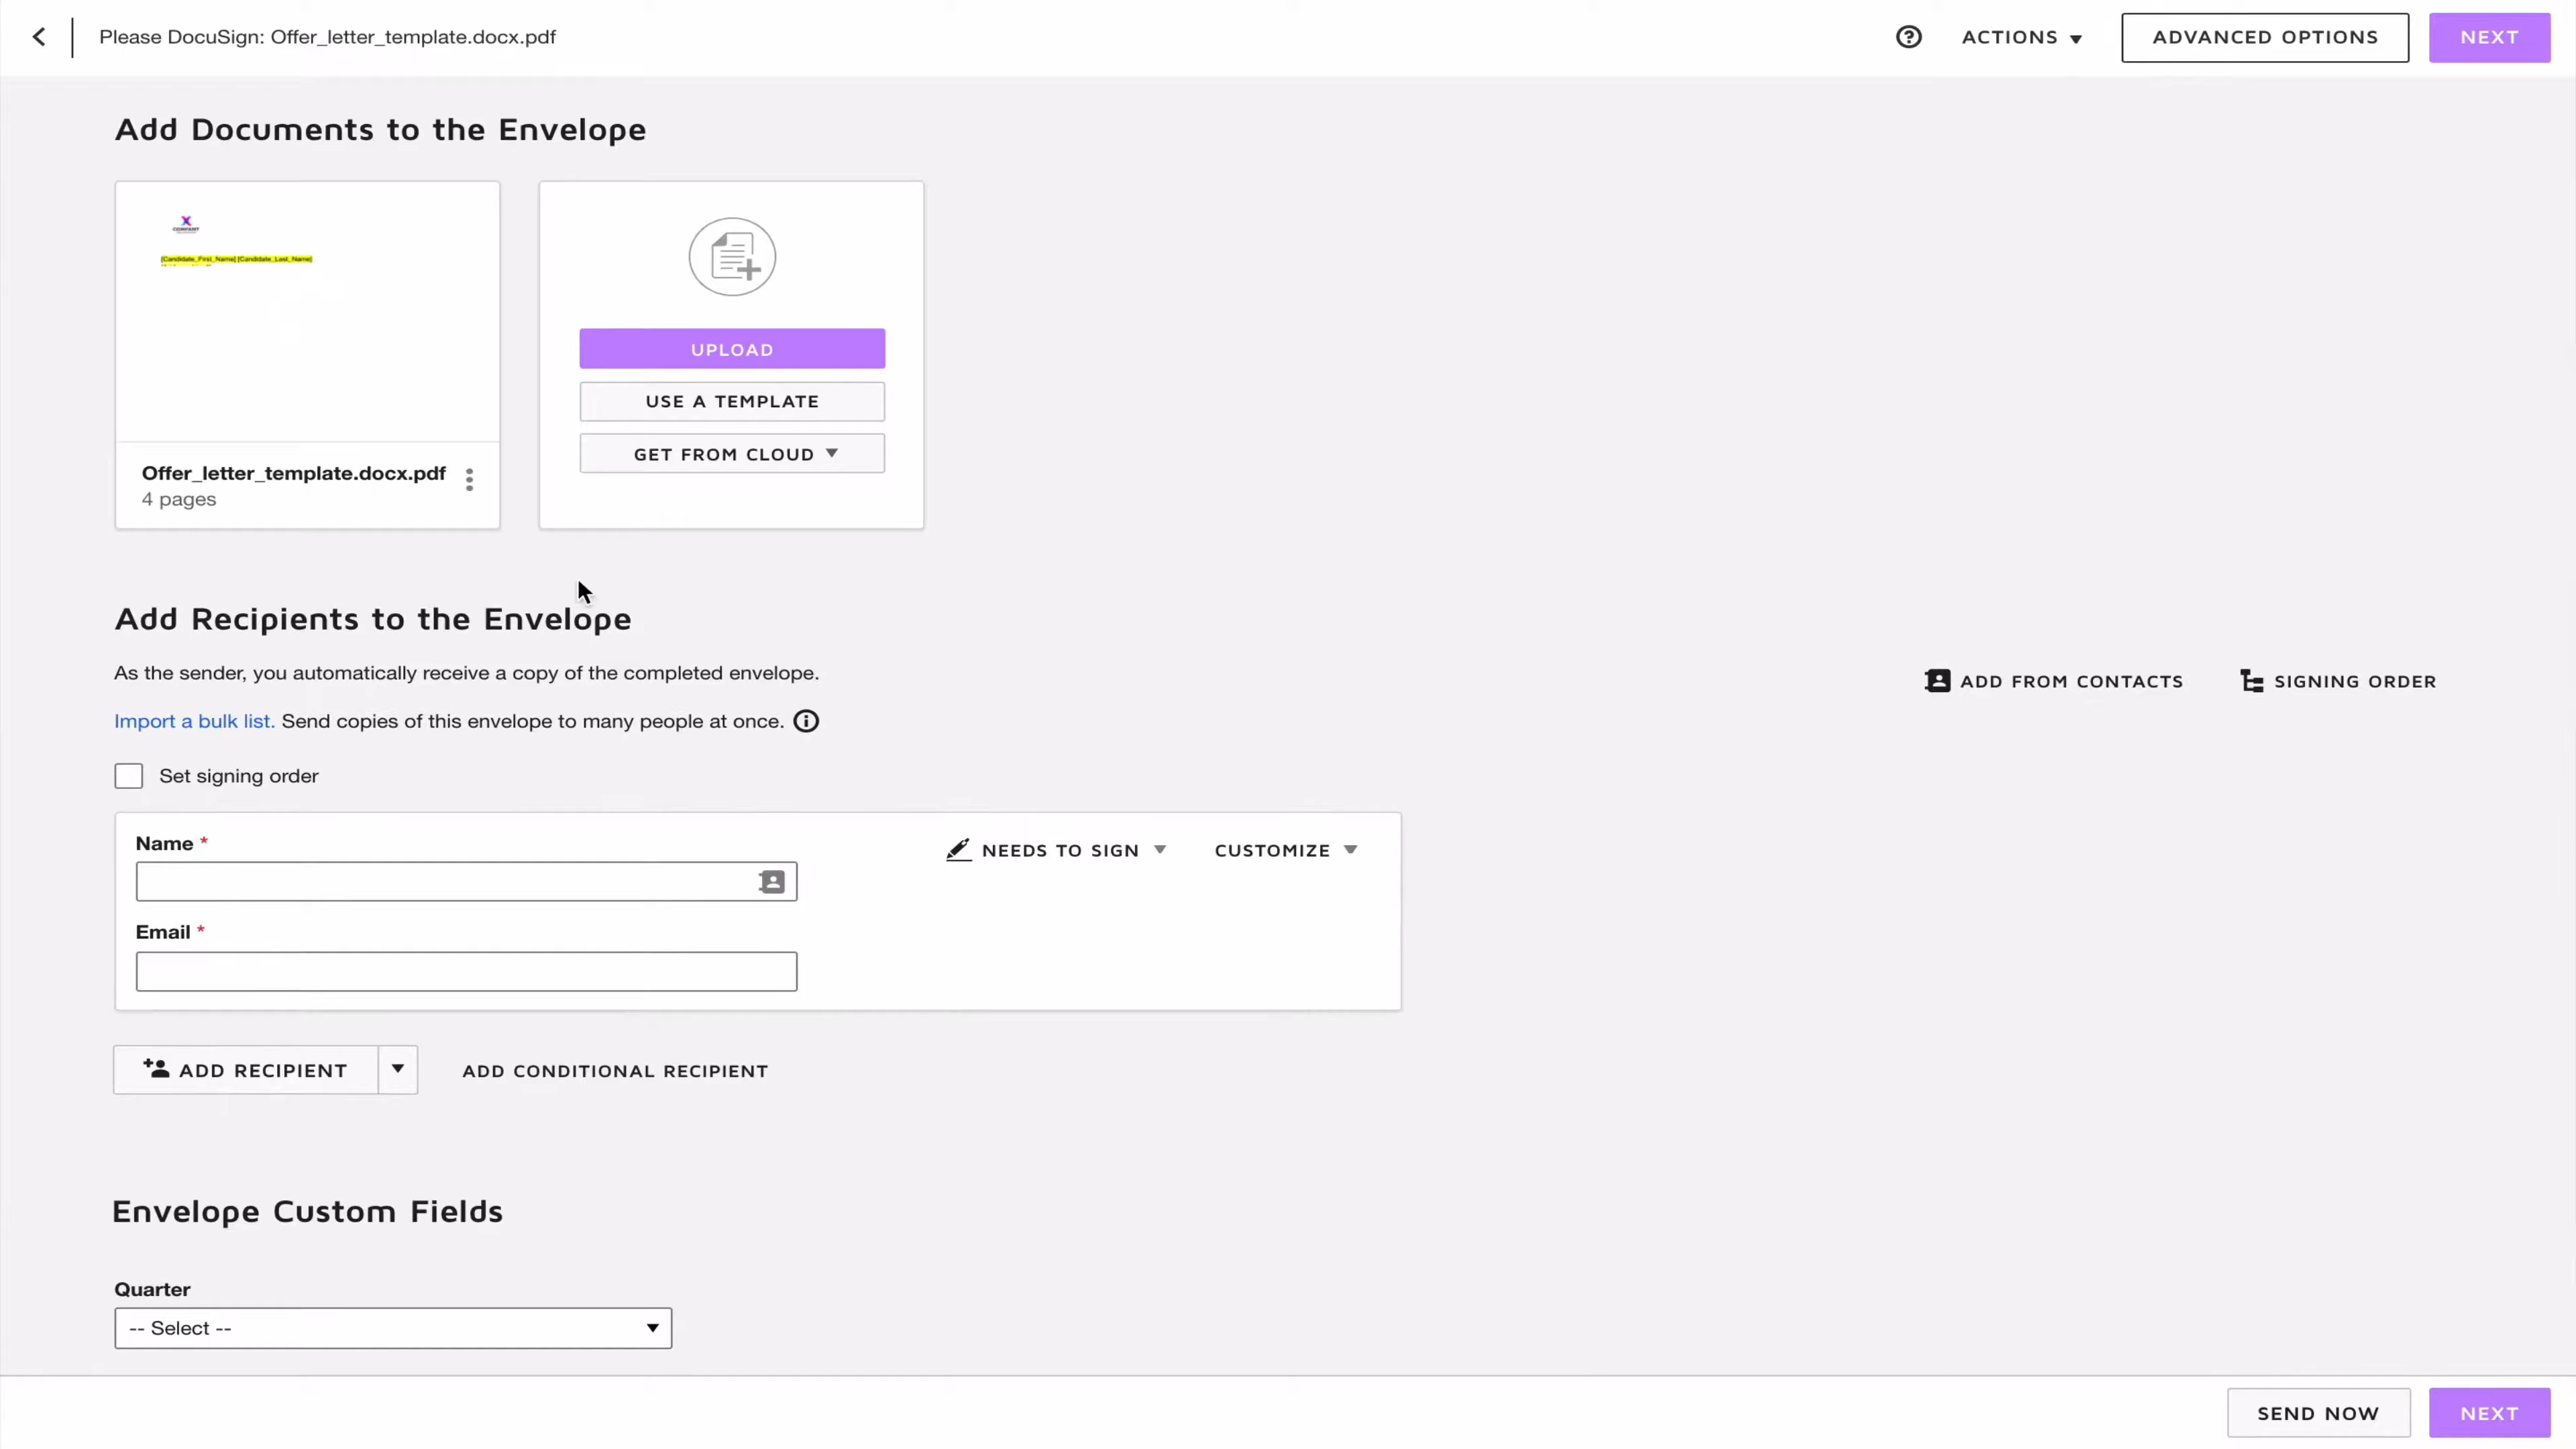 Please DocuSign: Offer_letter_template.docx.pdf
ACTIONS
ADVANCED OPTIONS
NEXT
Add Documents to the Envelope
COMPANY
[Candidate_First_Name] [Candidate_Last_Name]
Offer_letter_template.docx.pdf
4 pages
UPLOAD
USE A TEMPLATE
GET FROM CLOUD
Add Recipients to the Envelope
As the sender, you automatically receive a copy of the completed envelope.
ADD FROM CONTACTS
SIGNING ORDER
Import a bulk list. Send copies of this envelope to many people at once.
Set signing order
Name *
NEEDS TO SIGN
CUSTOMIZE
Email *
ADD RECIPIENT
ADD CONDITIONAL RECIPIENT
Envelope Custom Fields
Quarter
-- Select --
SEND NOW
NEXT